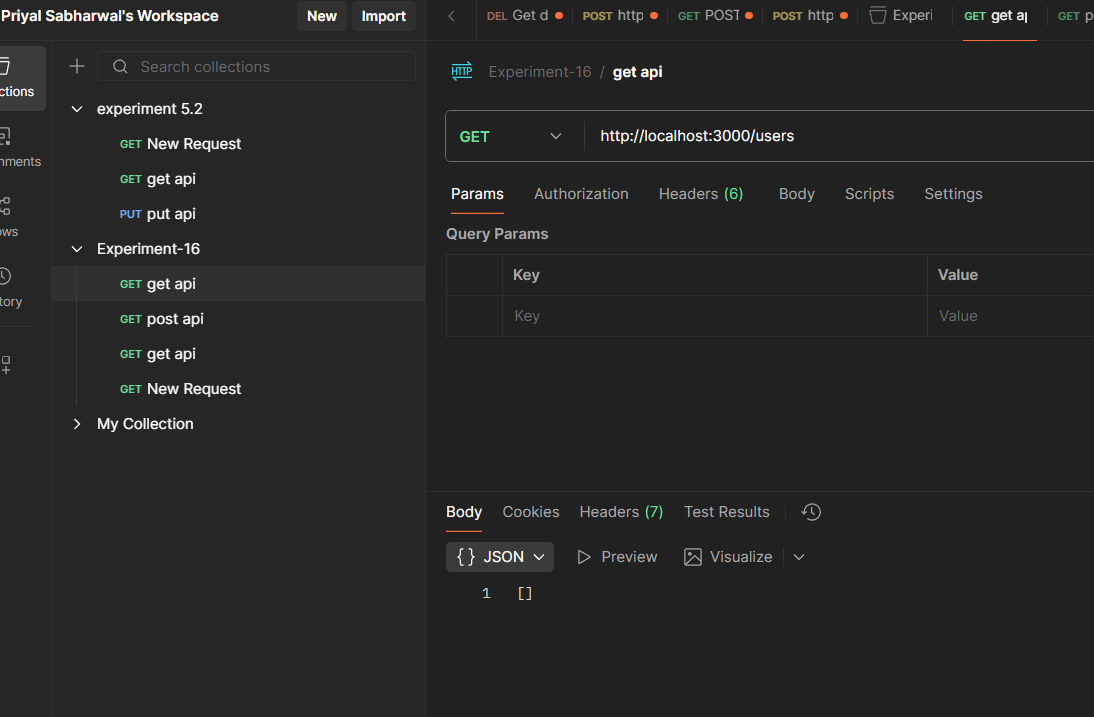 Priyal Sabharwal's Workspace New Import
DEL Get d POST http GET POST POST http Experi GET get ap GET p
ctions
Search collections
experiment 5.2
GET New Request
GET get api
PUT put api
Experiment-16
GET get api
GET post api
GET get api
GET New Request
My Collection
nments
ows
tory
HTTP Experiment-16 / get api
GET http://localhost:3000/users
Params Authorization Headers (6) Body Scripts Settings
Query Params
Key Value
Key Value
Body Cookies Headers (7) Test Results
{} JSON Preview Visualize
1 []